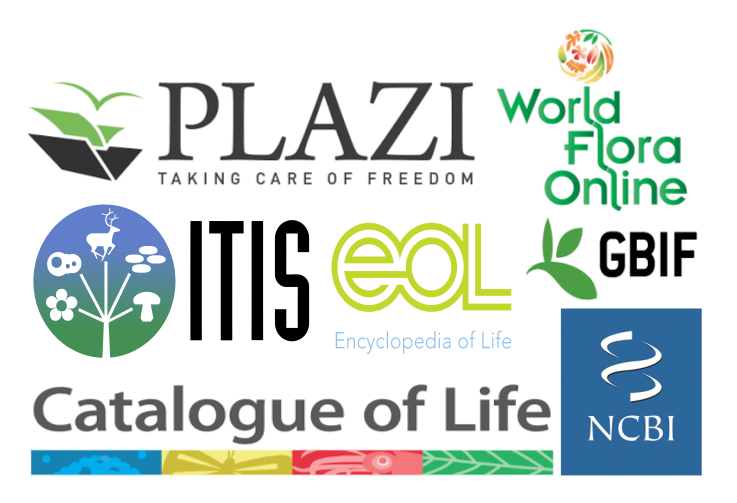 PLAZI
TAKING CARE OF FREEDOM
World
Flora
Online
ITIS
eOL
Encyclopedia of Life
GBIF
Catalogue of Life
NCBI